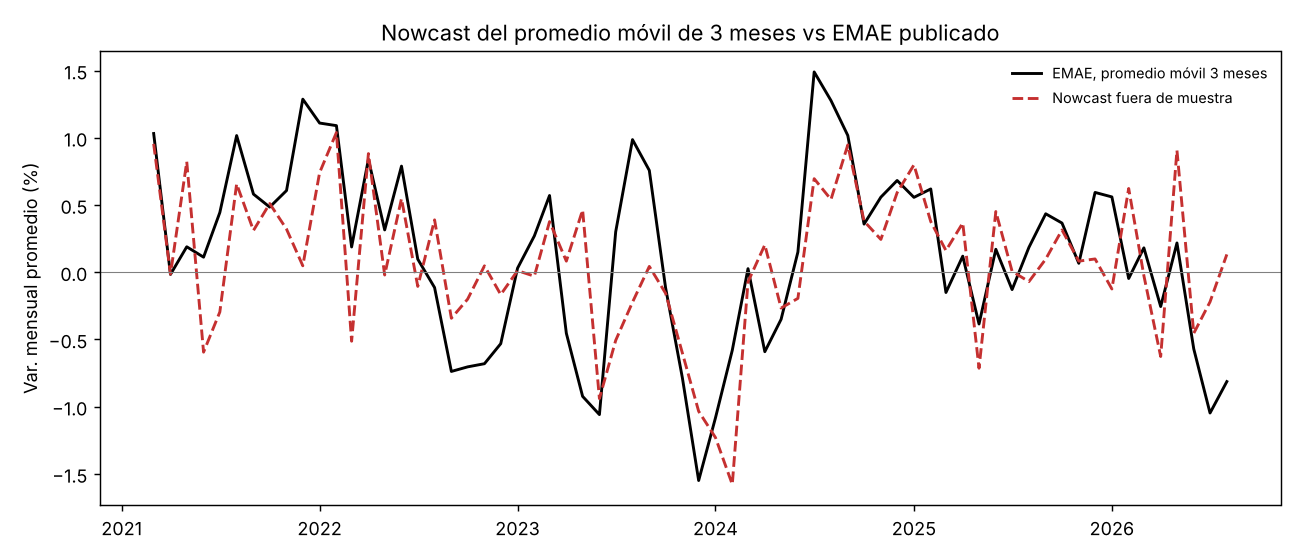 Nowcast del promedio móvil de 3 meses vs EMAE publicado
EMAE, promedio móvil 3 meses
Nowcast fuera de muestra
Var. mensual promedio (%)
1.5
1.0
0.5
0.0
−0.5
−1.0
−1.5
2021 2022 2023 2024 2025 2026